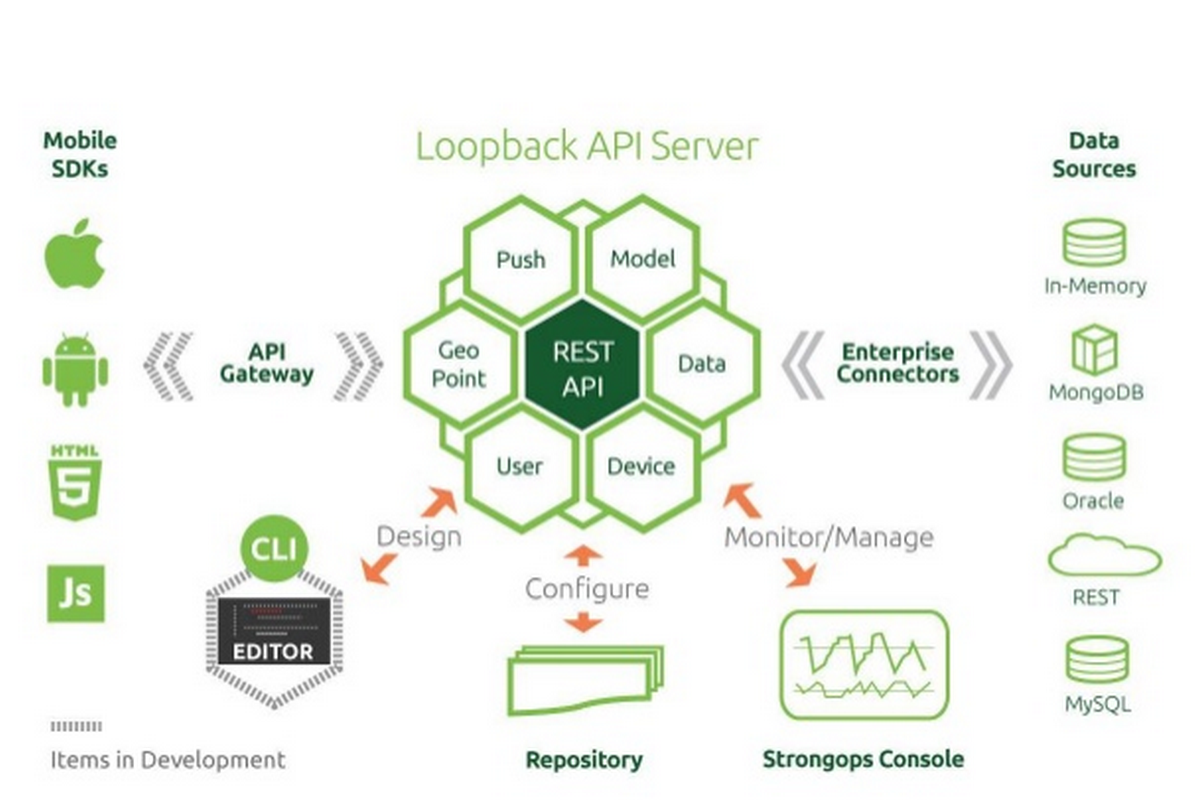 Loopback API Server
Mobile
SDKs
HTML
5
JS
API
Gateway
Push
Model
Geo
Point
REST
API
Data
User
Device
Enterprise
Connectors
Data
Sources
In-Memory
MongoDB
Oracle
REST
MySQL
Design
Configure
Monitor/Manage
CLI
EDITOR
Items in Development
Repository
Strongops Console